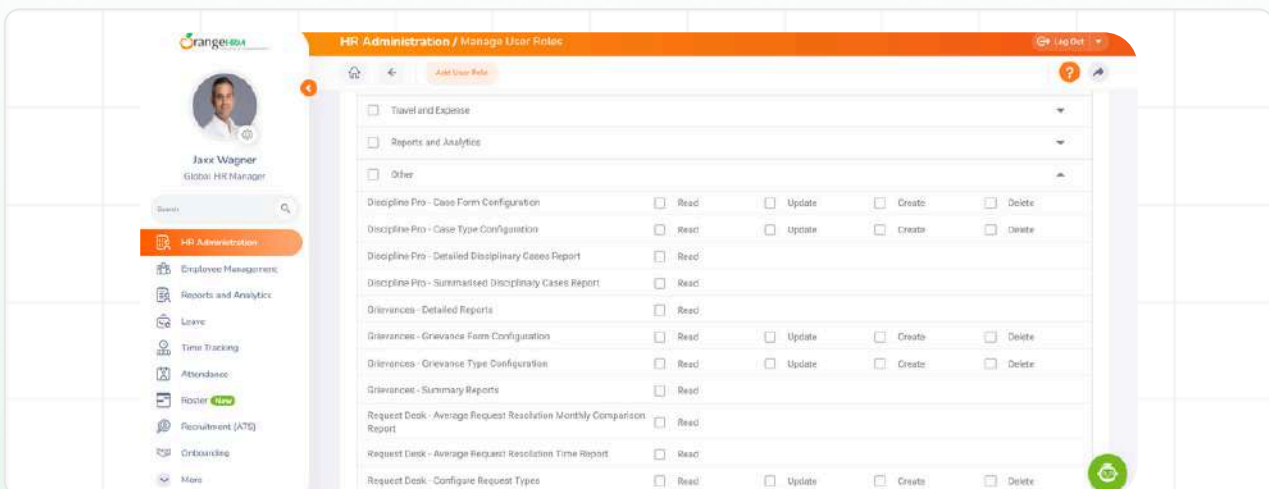 OrangeHRM
HR Administration / Manage User Roles
Log Out
Add User Role
?
Jaxx Wagner
Global HR Manager
Search
HR Administration
Employee Management
Reports and Analytics
Leave
Time Tracking
Attendance
Roster New
Recruitment (ATS)
Onboarding
More
Travel and Expense
Reports and Analytics
Other
Discipline Pro - Case Form Configuration Read Update Create Delete
Discipline Pro - Case Type Configuration Read Update Create Delete
Discipline Pro - Detailed Disciplinary Cases Report Read
Discipline Pro - Summarised Disciplinary Cases Report Read
Grievances - Detailed Reports Read
Grievances - Grievance Form Configuration Read Update Create Delete
Grievances - Grievance Type Configuration Read Update Create Delete
Grievances - Summary Reports Read
Request Desk - Average Request Resolution Monthly Comparison
Report Read
Request Desk - Average Request Resolution Time Report Read
Request Desk - Configure Request Types Read Update Create Delete